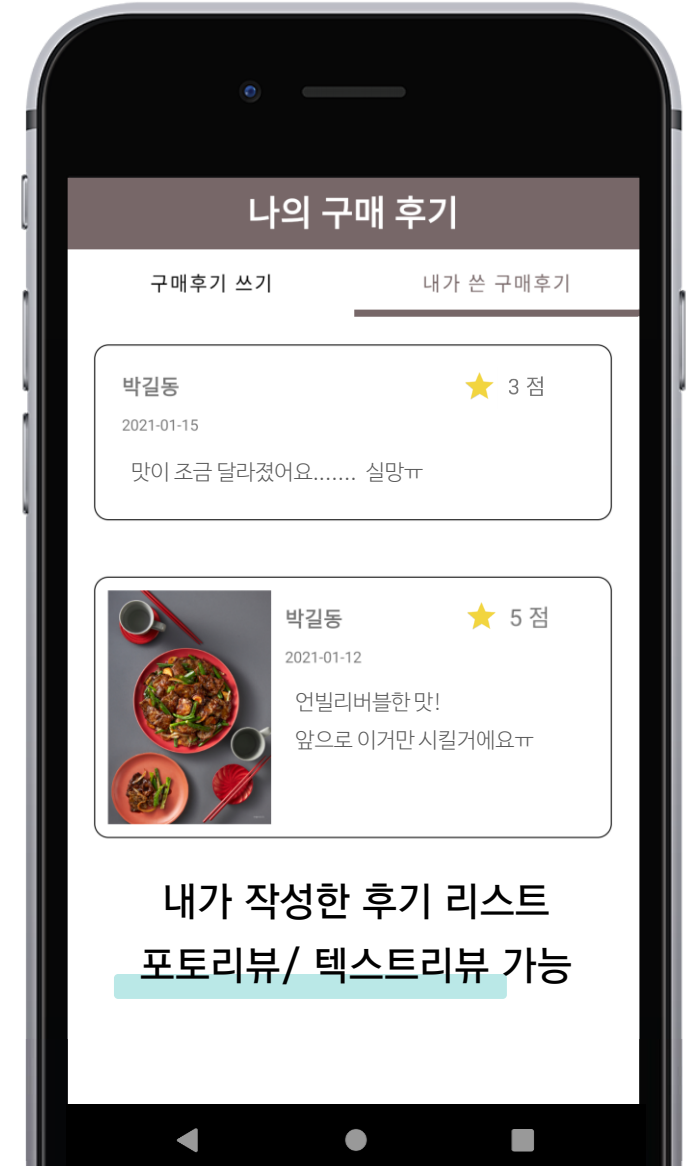 나의 구매 후기
구매후기 쓰기
내가 쓴 구매후기
박길동
3 점
2021-01-15
맛이 조금 달라졌어요....... 실망ㅠ
박길동
5 점
2021-01-12
언빌리버블한 맛!
앞으로 이거만 시킬거에요ㅠ
내가 작성한 후기 리스트
포토리뷰/ 텍스트리뷰 가능